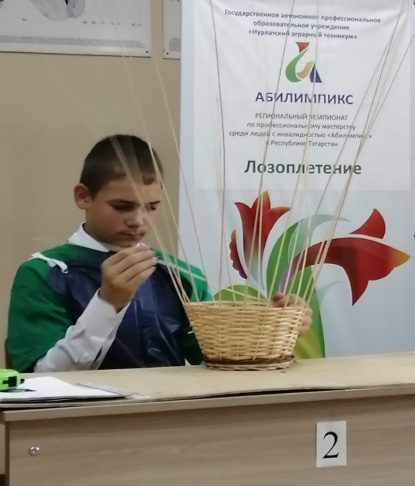 Государственное автономное профессиональное
образовательное учреждение
«Нурлатский аграрный техникум»
АБИЛИМПИКС
РЕГИОНАЛЬНЫЙ ЧЕМПИОНАТ
по профессиональному мастерству
среди людей с инвалидностью «Абилимпикс»
в Республике Татарстан
Лозоплетение
2